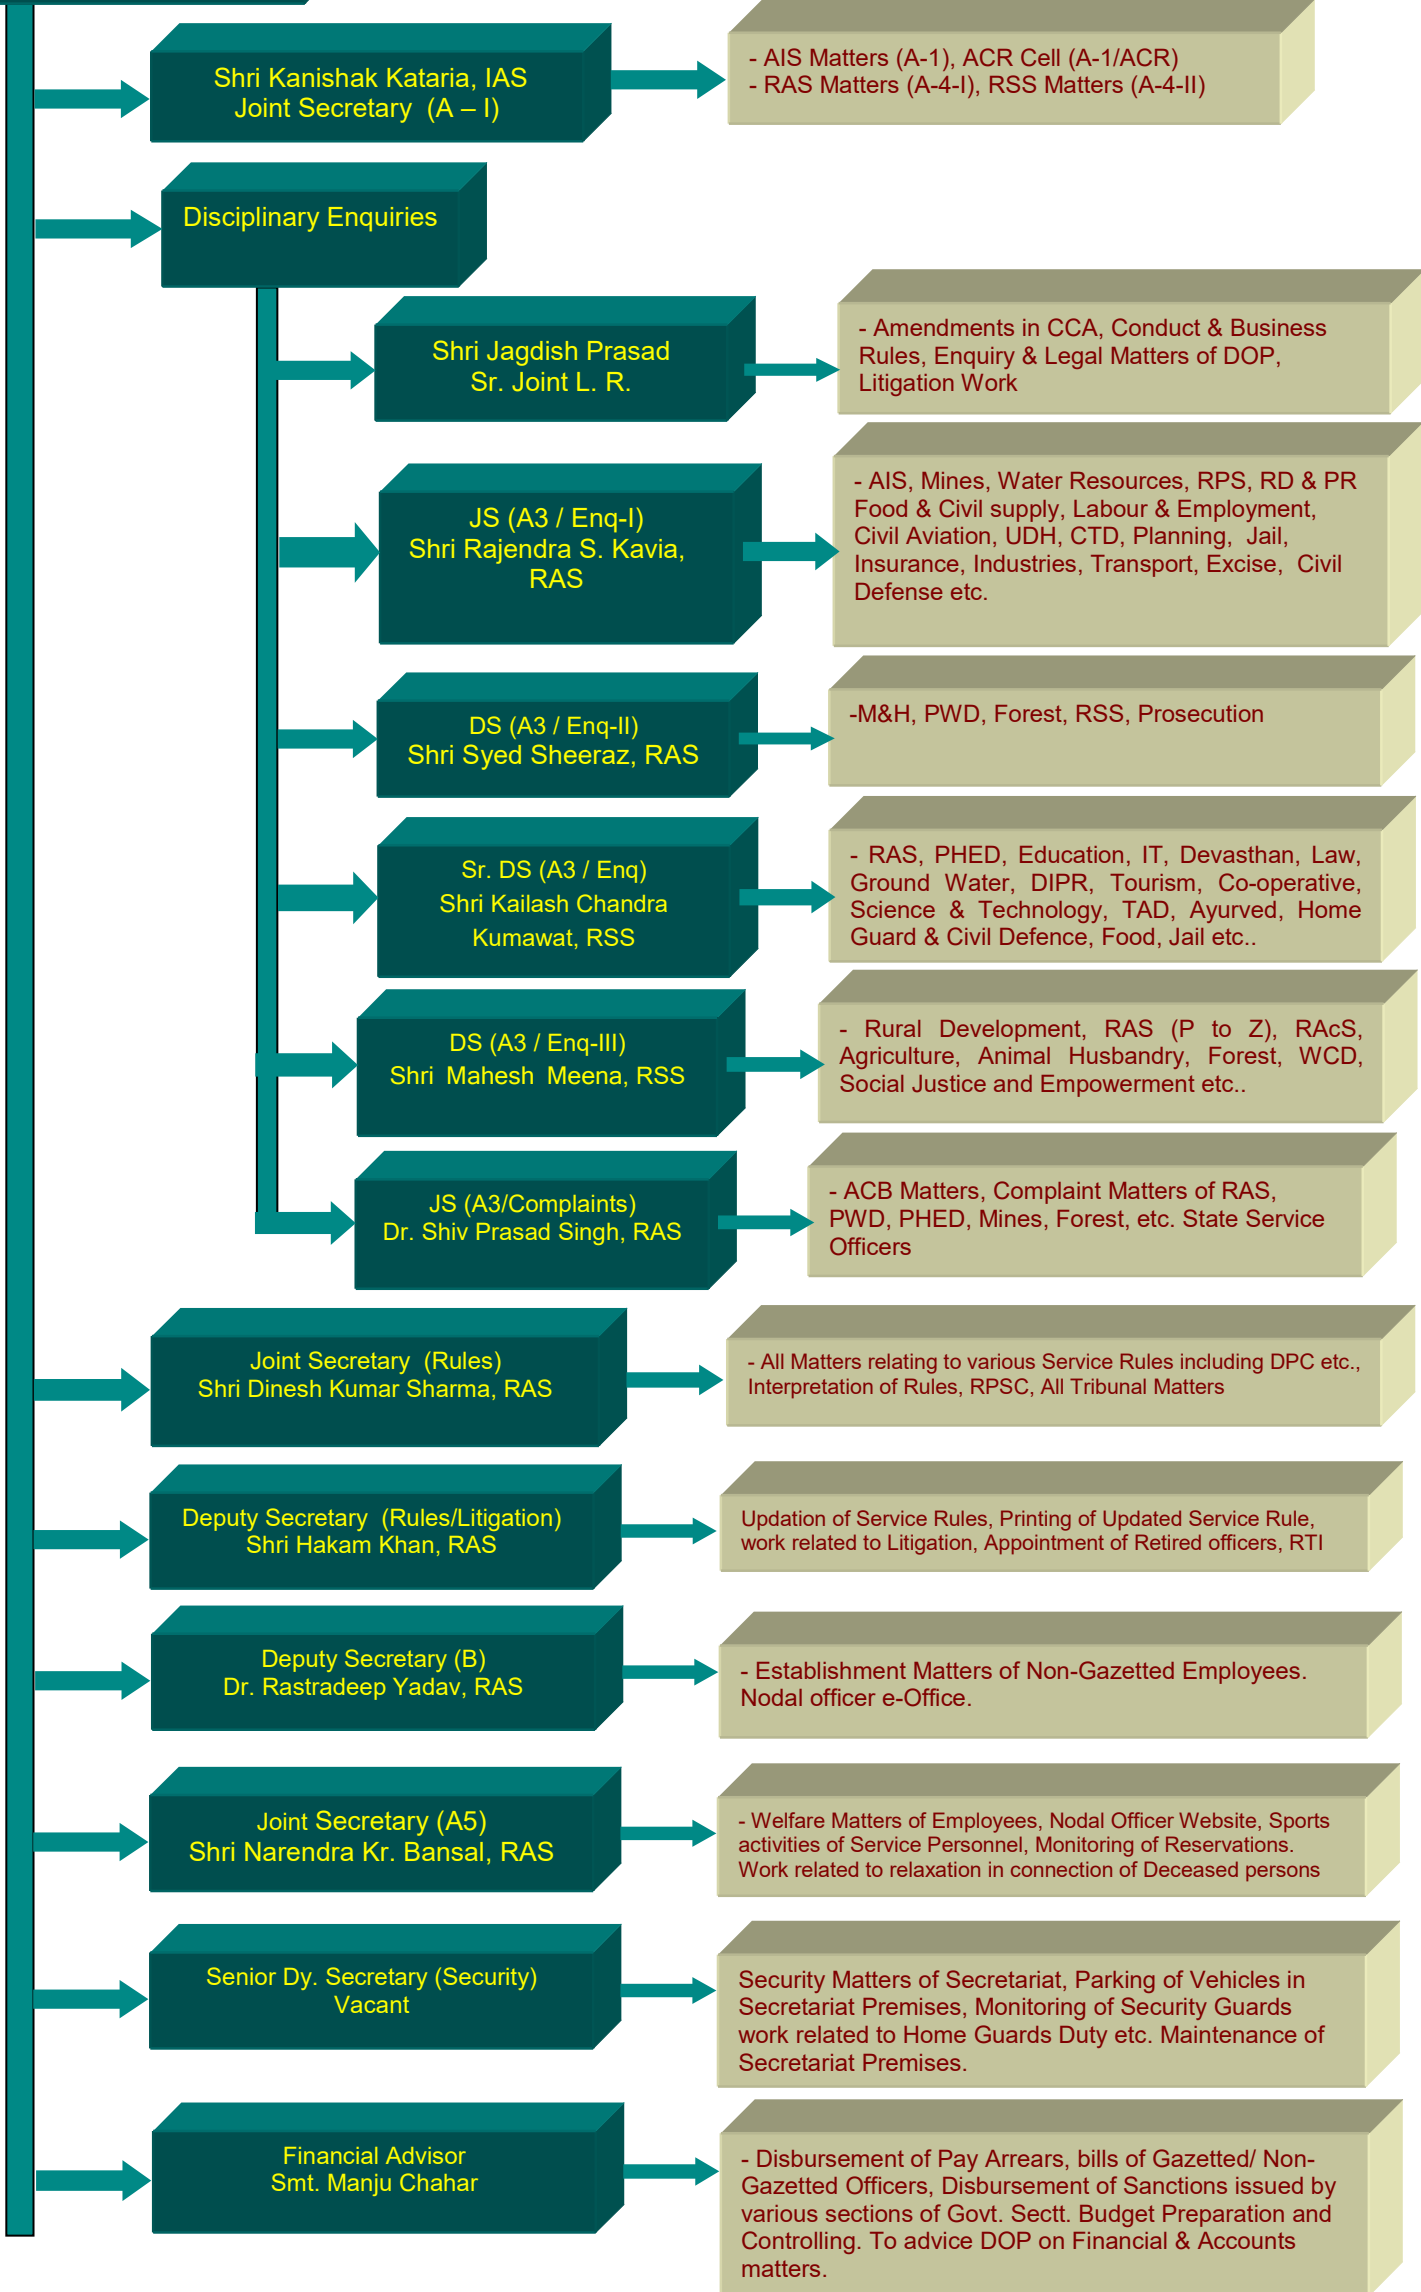 Shri Kanishak Kataria, IAS
Joint Secretary (A – I)
- AIS Matters (A-1), ACR Cell (A-1/ACR)
- RAS Matters (A-4-I), RSS Matters (A-4-II)
Disciplinary Enquiries
Shri Jagdish Prasad
Sr. Joint L. R.
- Amendments in CCA, Conduct & Business
Rules, Enquiry & Legal Matters of DOP,
Litigation Work
JS (A3 / Enq-I)
Shri Rajendra S. Kavia,
RAS
- AIS, Mines, Water Resources, RPS, RD & PR
Food & Civil supply, Labour & Employment,
Civil Aviation, UDH, CTD, Planning, Jail,
Insurance, Industries, Transport, Excise, Civil
Defense etc.
DS (A3 / Enq-II)
Shri Syed Sheeraz, RAS
-M&H, PWD, Forest, RSS, Prosecution
Sr. DS (A3 / Enq)
Shri Kailash Chandra
Kumawat, RSS
- RAS, PHED, Education, IT, Devasthan, Law,
Ground Water, DIPR, Tourism, Co-operative,
Science & Technology, TAD, Ayurved, Home
Guard & Civil Defence, Food, Jail etc..
DS (A3 / Enq-III)
Shri Mahesh Meena, RSS
- Rural Development, RAS (P to Z), RAcS,
Agriculture, Animal Husbandry, Forest, WCD,
Social Justice and Empowerment etc..
JS (A3/Complaints)
Dr. Shiv Prasad Singh, RAS
- ACB Matters, Complaint Matters of RAS,
PWD, PHED, Mines, Forest, etc. State Service
Officers
Joint Secretary (Rules)
Shri Dinesh Kumar Sharma, RAS
- All Matters relating to various Service Rules including DPC etc.,
Interpretation of Rules, RPSC, All Tribunal Matters
Deputy Secretary (Rules/Litigation)
Shri Hakam Khan, RAS
Updation of Service Rules, Printing of Updated Service Rule,
work related to Litigation, Appointment of Retired officers, RTI
Deputy Secretary (B)
Dr. Rastradeep Yadav, RAS
- Establishment Matters of Non-Gazetted Employees.
Nodal officer e-Office.
Joint Secretary (A5)
Shri Narendra Kr. Bansal, RAS
- Welfare Matters of Employees, Nodal Officer Website, Sports
activities of Service Personnel, Monitoring of Reservations.
Work related to relaxation in connection of Deceased persons
Senior Dy. Secretary (Security)
Vacant
Security Matters of Secretariat, Parking of Vehicles in
Secretariat Premises, Monitoring of Security Guards
work related to Home Guards Duty etc. Maintenance of
Secretariat Premises.
Financial Advisor
Smt. Manju Chahar
- Disbursement of Pay Arrears, bills of Gazetted/ Non-
Gazetted Officers, Disbursement of Sanctions issued by
various sections of Govt. Sectt. Budget Preparation and
Controlling. To advice DOP on Financial & Accounts
matters.